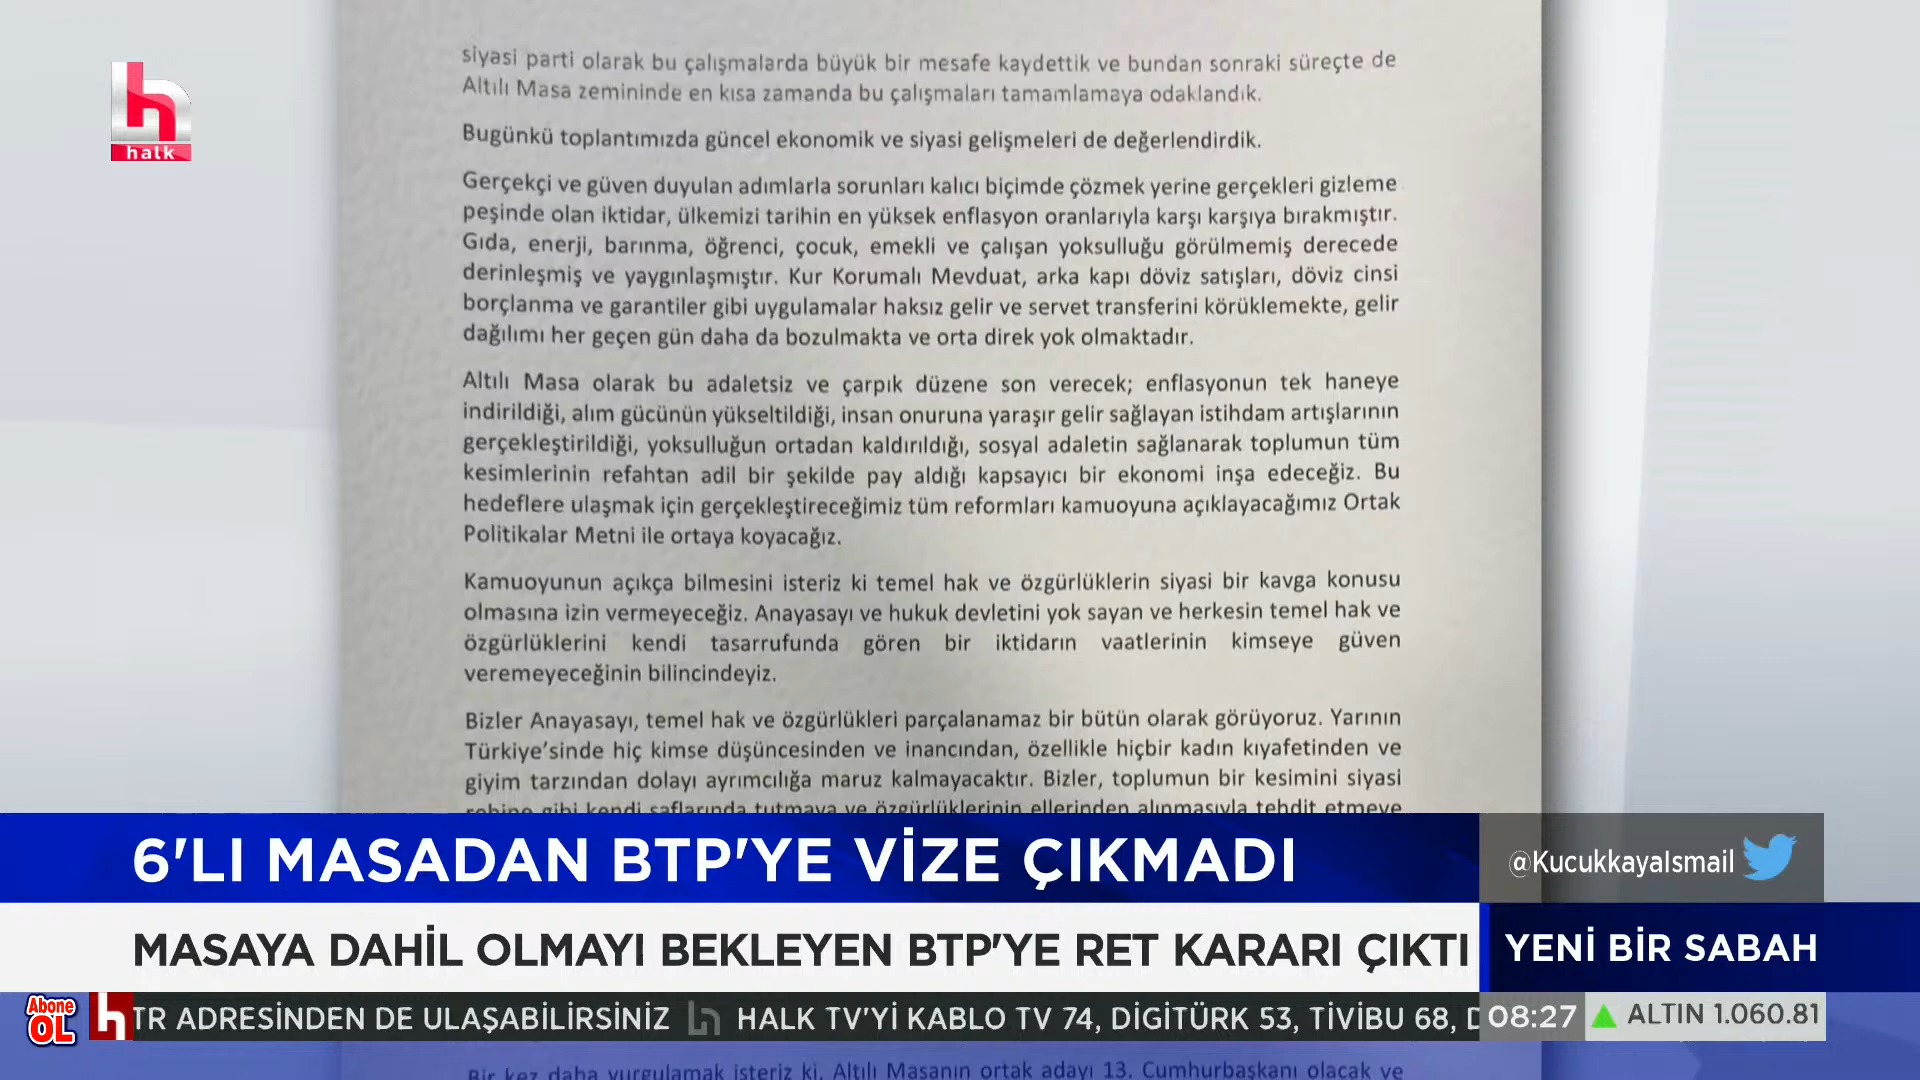 siyasi parti olarak bu çalışmalarda büyük bir mesafe kaydettik ve bundan sonraki süreçte de
Altılı Masa zemininde en kısa zamanda bu çalışmaları tamamlamaya odaklandık.
Bugünkü toplantımızda güncel ekonomik ve siyasi gelişmeleri de değerlendirdik.
Gerçekçi ve güven duyulan adımlarla sorunları kalıcı biçimde çözmek yerine gerçekleri gizleme
peşinde olan iktidar, ülkemizi tarihin en yüksek enflasyon oranlarıyla karşı karşıya bırakmıştır.
Gıda, enerji, barınma, öğrenci, çocuk, emekli ve çalışan yoksulluğu görülmemiş derecede
derinleşmiş ve yaygınlaşmıştır. Kur Korumalı Mevduat, arka kapı döviz satışları, döviz cinsi
borçlanma ve garantiler gibi uygulamalar haksız gelir ve servet transferini körüklemekte, gelir
dağılımı her geçen gün daha da bozulmakta ve orta direk yok olmaktadır.
Altılı Masa olarak bu adaletsiz ve çarpık düzene son verecek; enflasyonun tek haneye
indirildiği, alım gücünün yükseltildiği, insan onuruna yaraşır gelir sağlayan istihdam artışlarının
gerçekleştirildiği, yoksulluğun ortadan kaldırıldığı, sosyal adaletin sağlanarak toplumun tüm
kesimlerinin refahtan adil bir şekilde pay aldığı kapsayıcı bir ekonomi inşa edeceğiz. Bu
hedeflere ulaşmak için gerçekleştireceğimiz tüm reformları kamuoyuna açıklayacağımız Ortak
Politikalar Metni ile ortaya koyacağız.
Kamuoyunun açıkça bilmesini isteriz ki temel hak ve özgürlüklerin siyasi bir kavga konusu
olmasına izin vermeyeceğiz. Anayasayı ve hukuk devletini yok sayan ve herkesin temel hak ve
özgürlüklerini kendi tasarrufunda gören bir iktidarın vaatlerinin kimseye güven
veremeyeceğinin bilincindeyiz.
Bizler Anayasayı, temel hak ve özgürlükleri parçalanamaz bir bütün olarak görüyoruz. Yarının
Türkiye'sinde hiç kimse düşüncesinden ve inancından, özellikle hiçbir kadın kıyafetinden ve
giyim tarzından dolayı ayrımcılığa maruz kalmayacaktır. Bizler, toplumun bir kesimini siyasi
rehine gibi kendi saflarında tutmaya ve özgürlüklerinin ellerinden alınmasıyla tehdit etmeye
halk
6'LI MASADAN BTP'YE VİZE ÇIKMADI
@KucukkayaIsmail
MASAYA DAHİL OLMAYI BEKLEYEN BTP'YE RET KARARI ÇIKTI
YENİ BİR SABAH
Abone
OL
TR ADRESİNDEN DE ULAŞABİLİRSİNİZ HALK TV'Yİ KABLO TV 74, DİGİTÜRK 53, TİVİBU 68,
08:27
ALTIN 1.060.81
Bir kez daha vurgulamak isteriz ki, Altılı Masanın ortak adayı 13. Cumhurbaşkanı olacak ve